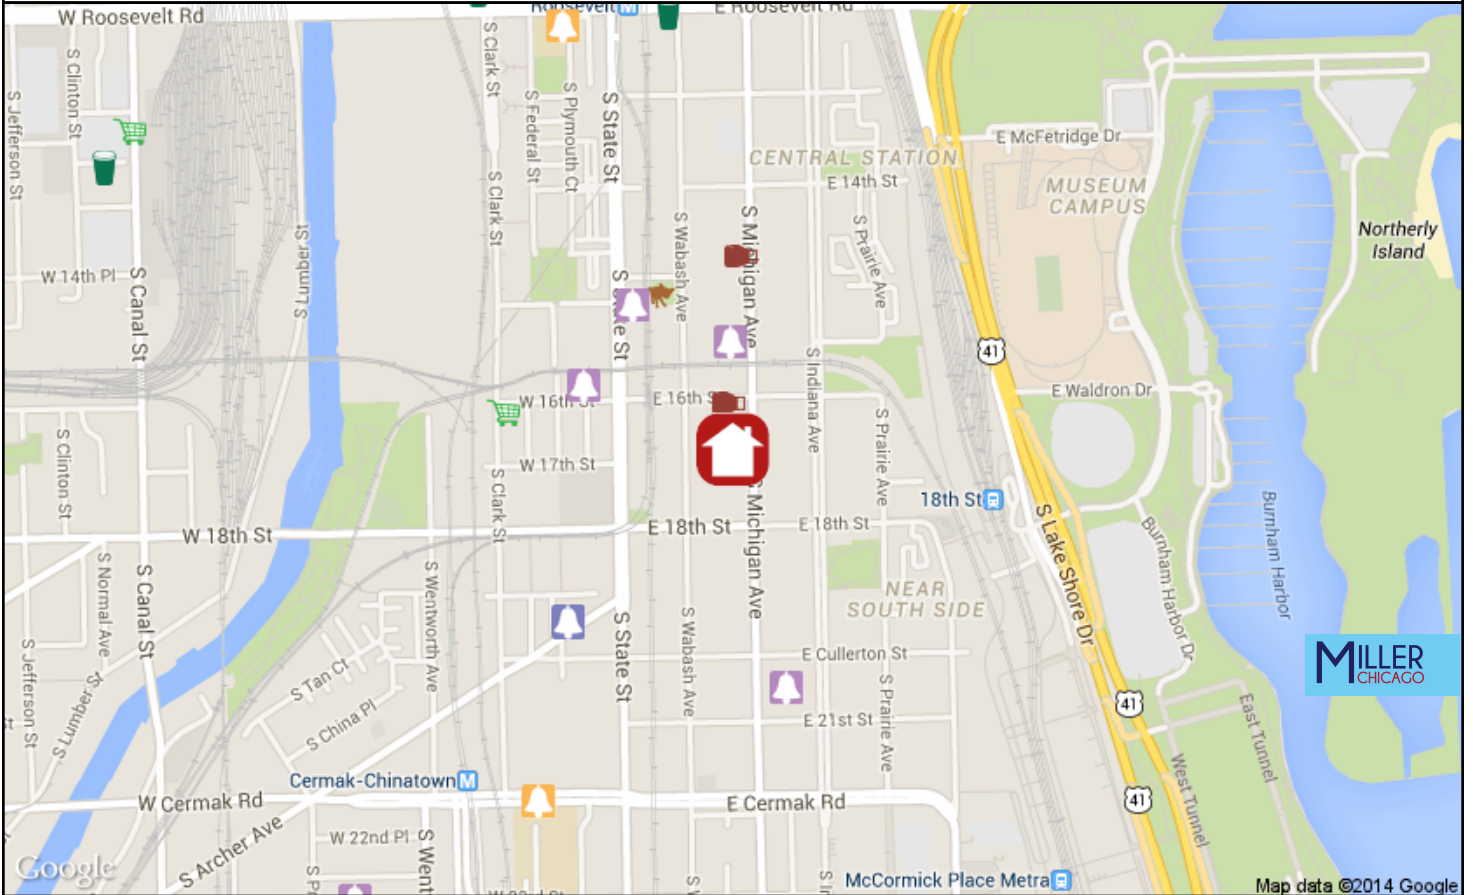 W Roosevelt Rd
Roosevelt M
E Roosevelt Rd
S Clark St
S Clinton St
S Jefferson St
S Federal St
S Plymouth Ct
S State St
E McFetridge Dr
CENTRAL STATION
E 14th St
MUSEUM
CAMPUS
S Clark St
S Wabash Ave
S Michigan Ave
S Prairie Ave
Northerly
Island
S Lumber St
W 14th Pl
S Canal St
S State St
41
S Indiana Ave
E Waldron Dr
W 16th St
E 16th St
S Prairie Ave
S Clinton St
W 17th St
S Clark St
18th St
S Michigan Ave
W 18th St
E 18th St
E 18th St
S Lake Shore Dr
Burnham Harbor Dr
Burnham Harbor
S Normal Ave
S Canal St
S Wentworth Ave
NEAR
SOUTH SIDE
S State St
S Wabash Ave
E Cullerton St
MILLER
CHICAGO
S Jefferson St
S Lumber St
S Tan Ct
S China Pl
S Prairie Ave
E 21st St
41
East Tunnel
West Tunnel
Cermak-Chinatown M
W Cermak Rd
E Cermak Rd
41
S Archer Ave
W 22nd Pl
S Went
McCormick Place Metra
Google
Map data ©2014 Google